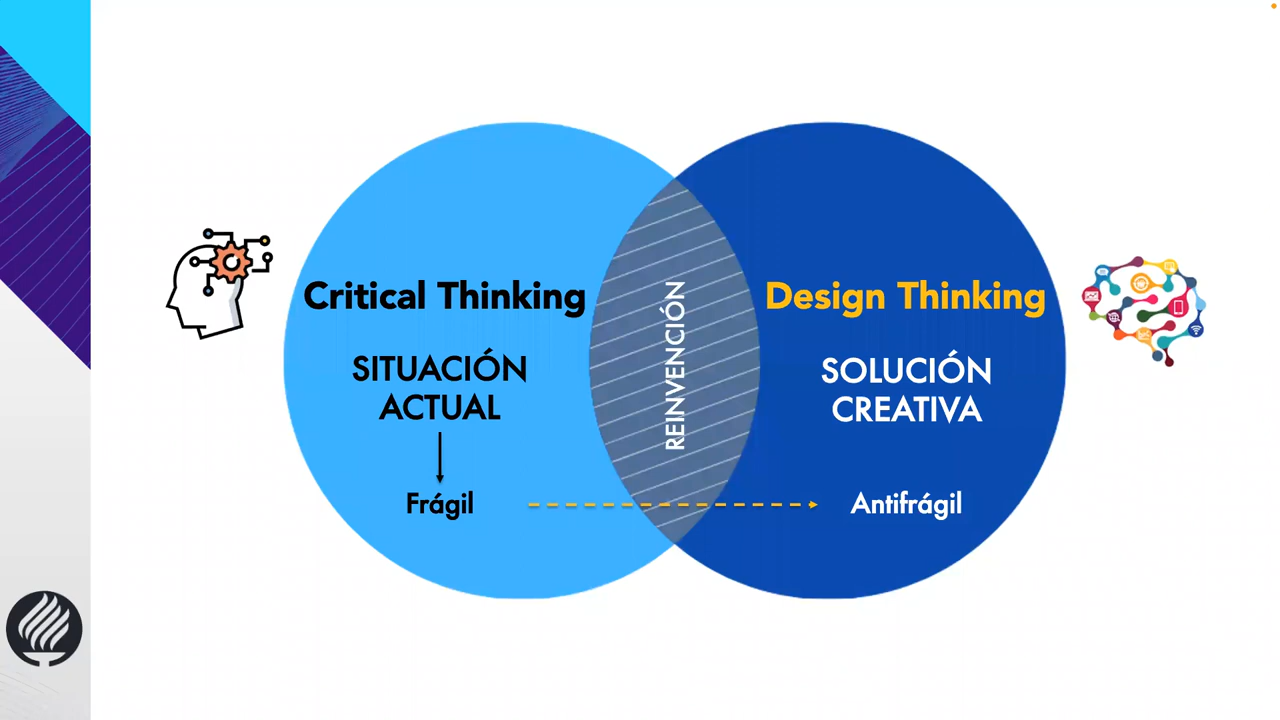 Critical Thinking
SITUACIÓN
ACTUAL
Frágil
REINVENCIÓN
Design Thinking
SOLUCIÓN
CREATIVA
Antifrágil